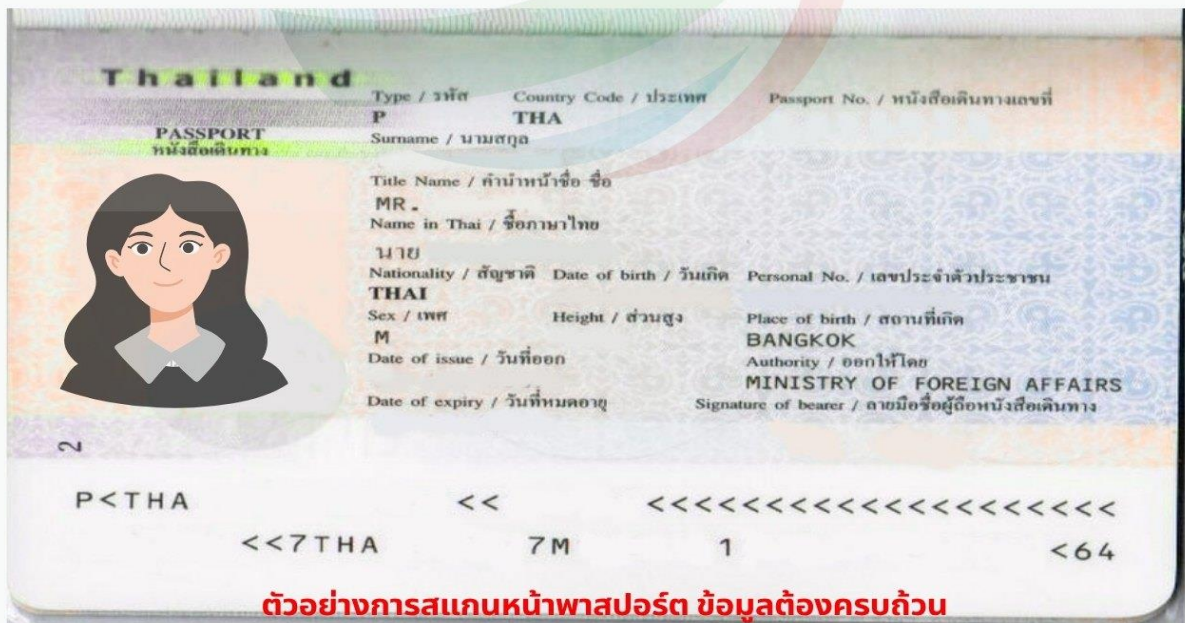 Thailand
PASSPORT
หนังสือเดินทาง
Type / รหัส Country Code / ประเทศ Passport No. / หนังสือเดินทางเลขที่
P THA
Surname / นามสกุล
Title Name / คำนำหน้าชื่อ ชื่อ
MR.
Name in Thai / ชื่อภาษาไทย
นาย
Nationality / สัญชาติ Date of birth / วันเกิด Personal No. / เลขประจำตัวประชาชน
THAI
Sex / เพศ Height / ส่วนสูง Place of birth / สถานที่เกิด
M BANGKOK
Date of issue / วันที่ออก Authority / ออกให้โดย
MINISTRY OF FOREIGN AFFAIRS
Date of expiry / วันที่หมดอายุ Signature of bearer / ลายมือชื่อผู้ถือหนังสือเดินทาง
2
P<THA << <<<<<<<<<<<<<<<<<<<<
<<7THA 7M 1 <64
ตัวอย่างการสแกนหน้าพาสปอร์ต ข้อมูลต้องครบถ้วน